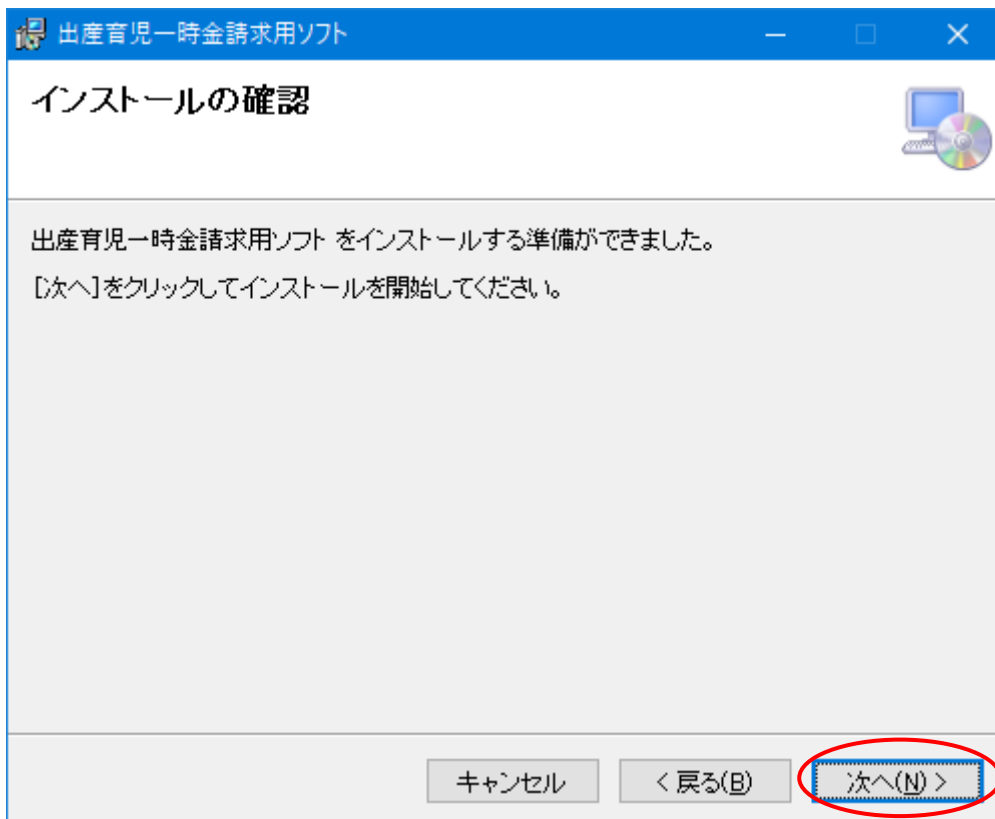 出産育児一時金請求用ソフト
インストールの確認
出産育児一時金請求用ソフト をインストールする準備ができました。
[次へ]をクリックしてインストールを開始してください。
キャンセル
< 戻る(B)
次へ(N) >